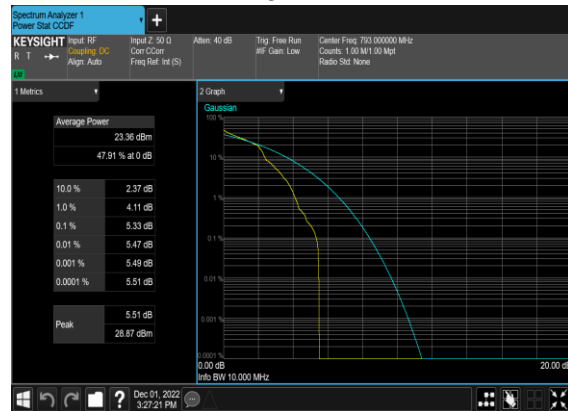 Spectrum Analyzer 1
Power Stat CCDF
+
KEYSIGHT
R T
LXI
Input: RF
Coupling: DC
Align: Auto
Input Z: 50 Ω
Corr CCorr
Freq Ref: Int (S)
Atten: 40 dB
Trig: Free Run
#IF Gain: Low
Center Freq: 793.000000 MHz
Counts: 1.00 M/1.00 Mpt
Radio Std: None
1 Metrics
Average Power
23.36 dBm
47.91 % at 0 dB
10.0 % 2.37 dB
1.0 % 4.11 dB
0.1 % 5.33 dB
0.01 % 5.47 dB
0.001 % 5.49 dB
0.0001 % 5.51 dB
Peak
5.51 dB
28.87 dBm
2 Graph
Gaussian
100 %
10 %
1 %
0.1 %
0.01 %
0.001 %
0.0001 %
0.00 dB
20.00 dB
Info BW 10.000 MHz
?
Dec 01, 2022
3:27:21 PM